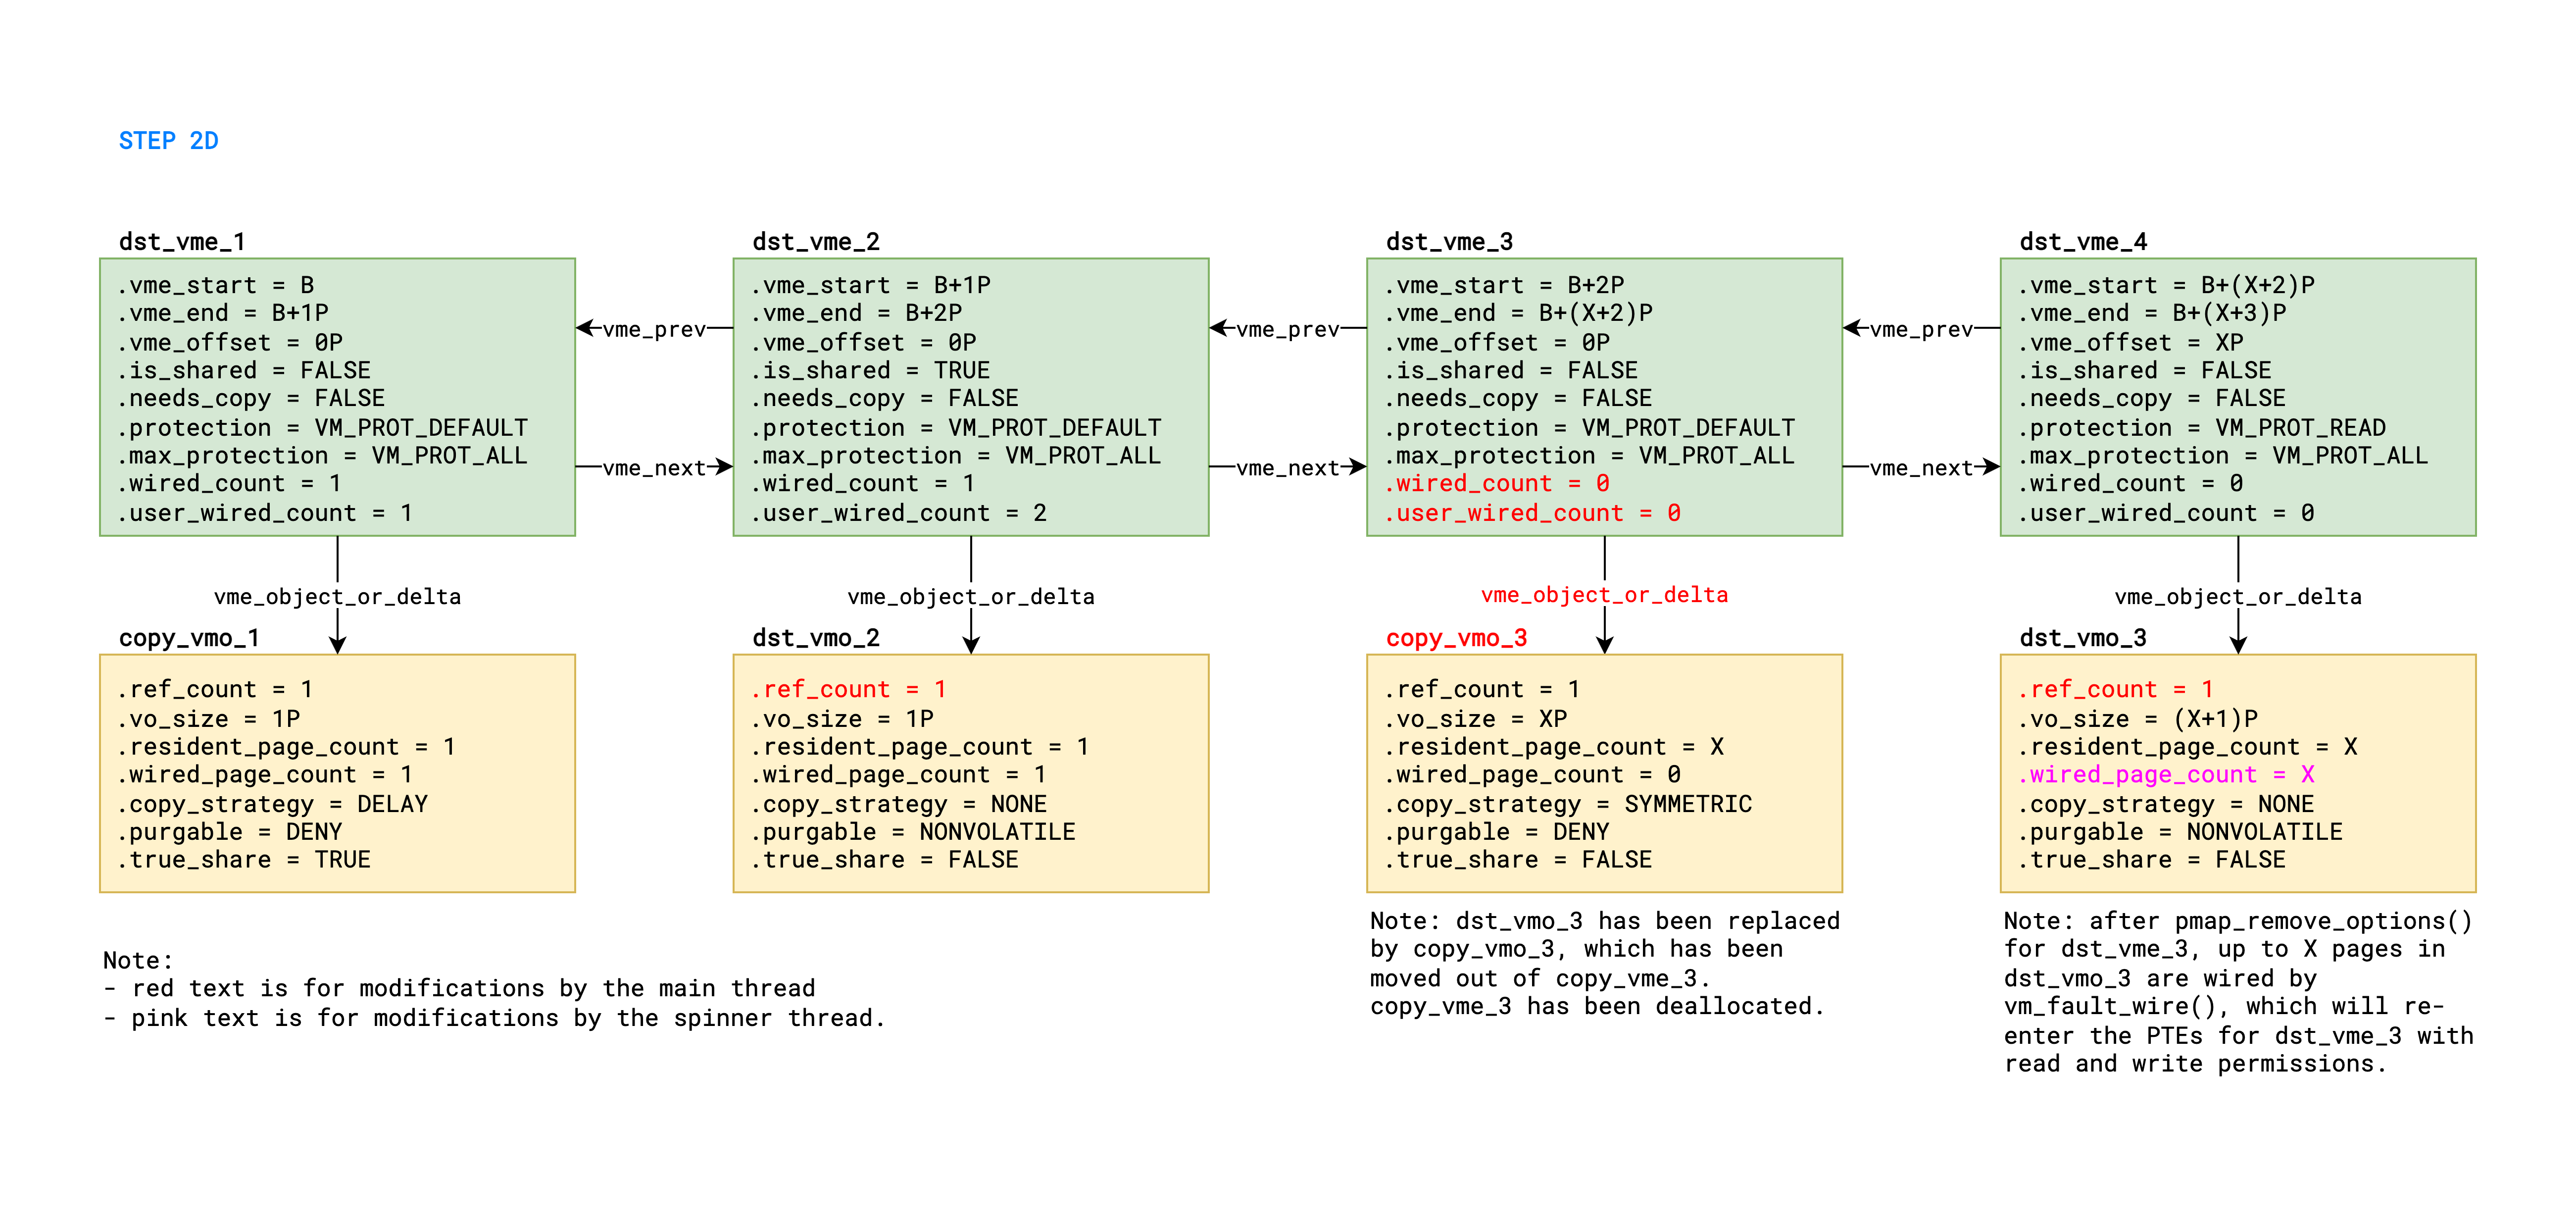 STEP 2D
dst_vme_1
.vme_start = B
.vme_end = B+1P
.vme_offset = 0P
.is_shared = FALSE
.needs_copy = FALSE
.protection = VM_PROT_DEFAULT
.max_protection = VM_PROT_ALL
.wired_count = 1
.user_wired_count = 1
vme_prev
vme_next
dst_vme_2
.vme_start = B+1P
.vme_end = B+2P
.vme_offset = 0P
.is_shared = TRUE
.needs_copy = FALSE
.protection = VM_PROT_DEFAULT
.max_protection = VM_PROT_ALL
.wired_count = 1
.user_wired_count = 2
vme_prev
vme_next
dst_vme_3
.vme_start = B+2P
.vme_end = B+(X+2)P
.vme_offset = 0P
.is_shared = FALSE
.needs_copy = FALSE
.protection = VM_PROT_DEFAULT
.max_protection = VM_PROT_ALL
.wired_count = 0
.user_wired_count = 0
vme_prev
vme_next
dst_vme_4
.vme_start = B+(X+2)P
.vme_end = B+(X+3)P
.vme_offset = XP
.is_shared = FALSE
.needs_copy = FALSE
.protection = VM_PROT_READ
.max_protection = VM_PROT_ALL
.wired_count = 0
.user_wired_count = 0
vme_object_or_delta
copy_vmo_1
.ref_count = 1
.vo_size = 1P
.resident_page_count = 1
.wired_page_count = 1
.copy_strategy = DELAY
.purgable = DENY
.true_share = TRUE
vme_object_or_delta
dst_vmo_2
.ref_count = 1
.vo_size = 1P
.resident_page_count = 1
.wired_page_count = 1
.copy_strategy = NONE
.purgable = NONVOLATILE
.true_share = FALSE
vme_object_or_delta
copy_vmo_3
.ref_count = 1
.vo_size = XP
.resident_page_count = X
.wired_page_count = 0
.copy_strategy = SYMMETRIC
.purgable = DENY
.true_share = FALSE
vme_object_or_delta
dst_vmo_3
.ref_count = 1
.vo_size = (X+1)P
.resident_page_count = X
.wired_page_count = X
.copy_strategy = NONE
.purgable = NONVOLATILE
.true_share = FALSE
Note:
- red text is for modifications by the main thread
- pink text is for modifications by the spinner thread.
Note: dst_vmo_3 has been replaced
by copy_vmo_3, which has been
moved out of copy_vme_3.
copy_vme_3 has been deallocated.
Note: after pmap_remove_options()
for dst_vme_3, up to X pages in
dst_vmo_3 are wired by
vm_fault_wire(), which will re-
enter the PTEs for dst_vme_3 with
read and write permissions.